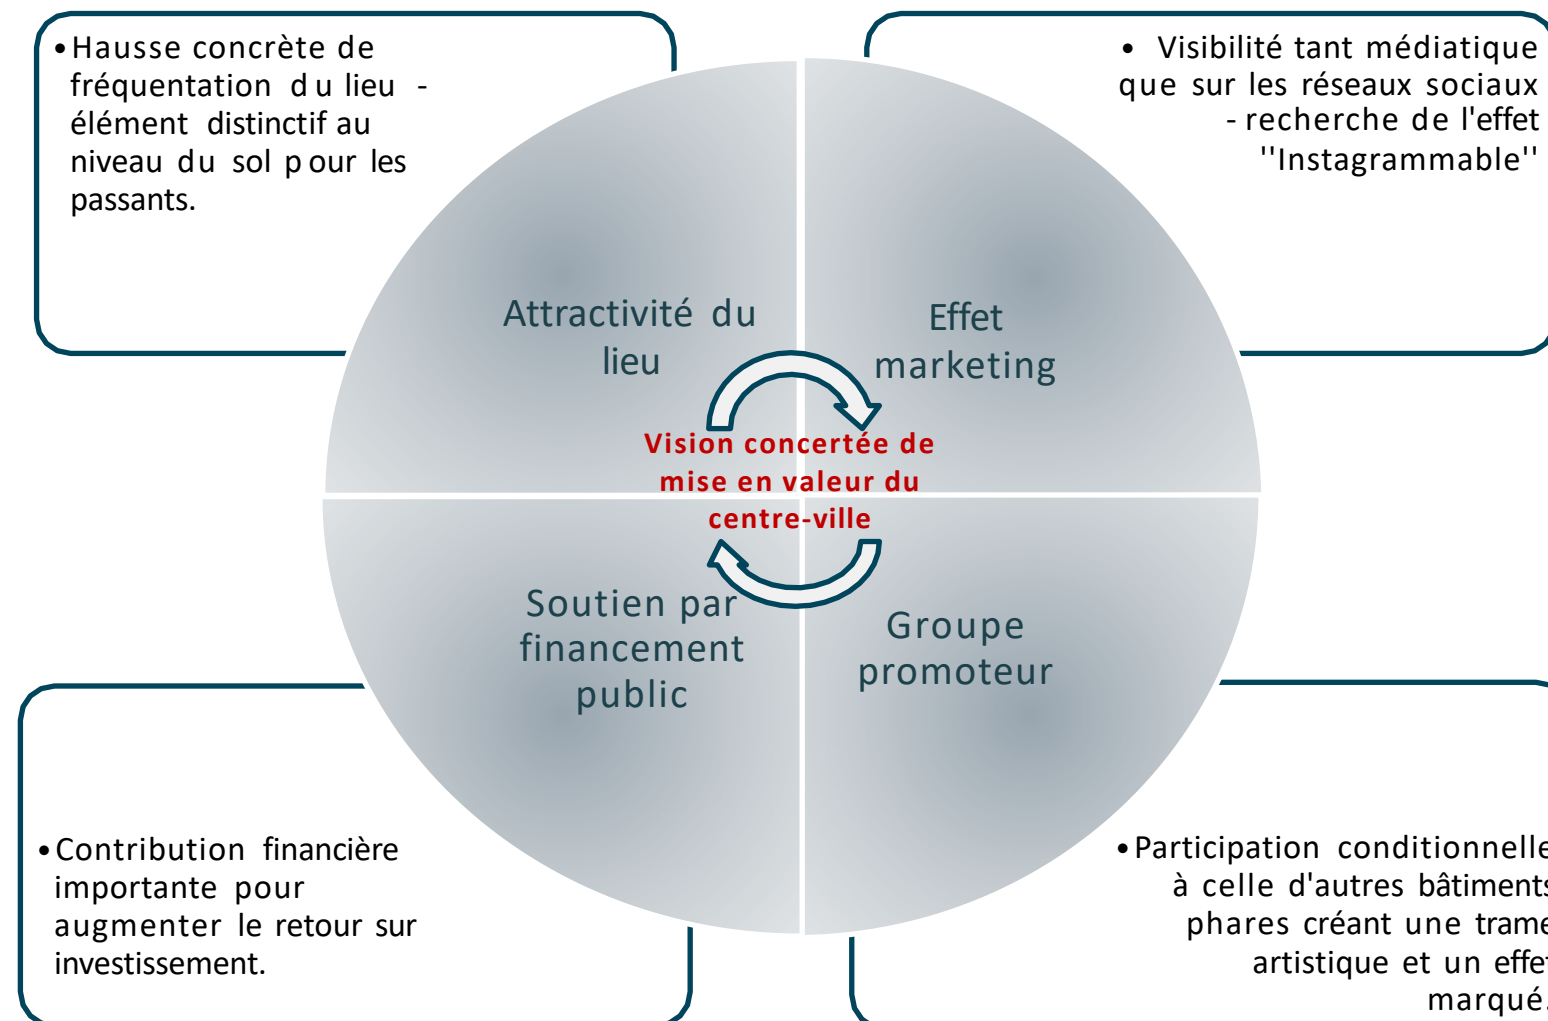 •Hausse concrète de
fréquentation du lieu -
élément distinctif au
niveau du sol pour les
passants.
• Visibilité tant médiatique
que sur les réseaux sociaux
- recherche de l'effet
''Instagrammable''
Attractivité du
lieu
Effet
marketing
Vision concertée de
mise en valeur du
centre-ville
Soutien par
financement
public
Groupe
promoteur
•Contribution financière
importante pour
augmenter le retour sur
investissement.
•Participation conditionnelle
à celle d'autres bâtiments
phares créant une trame
artistique et un effet
marqué.